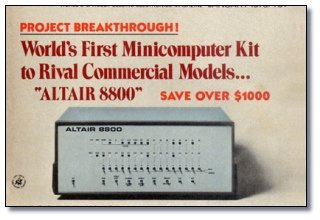 PROJECT BREAKTHROUGH!
World's First Minicomputer Kit
to Rival Commercial Models...
"ALTAIR 8800" SAVE OVER $1000
ALTAIR 8800